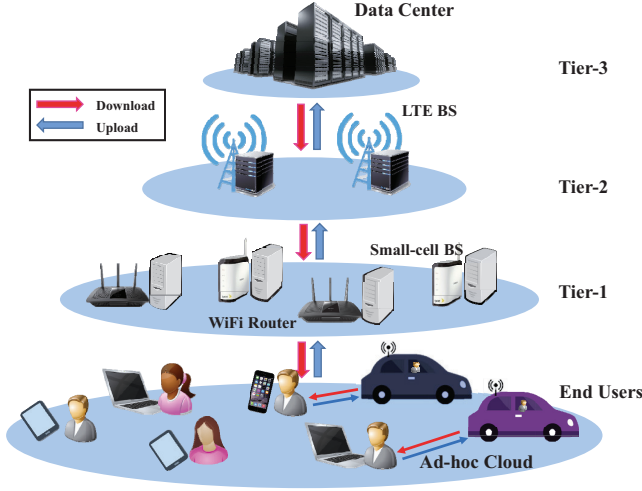 Data Center
Tier-3
Download
Upload
LTE BS
Tier-2
Small-cell BS
Tier-1
WiFi Router
End Users
Ad-hoc Cloud